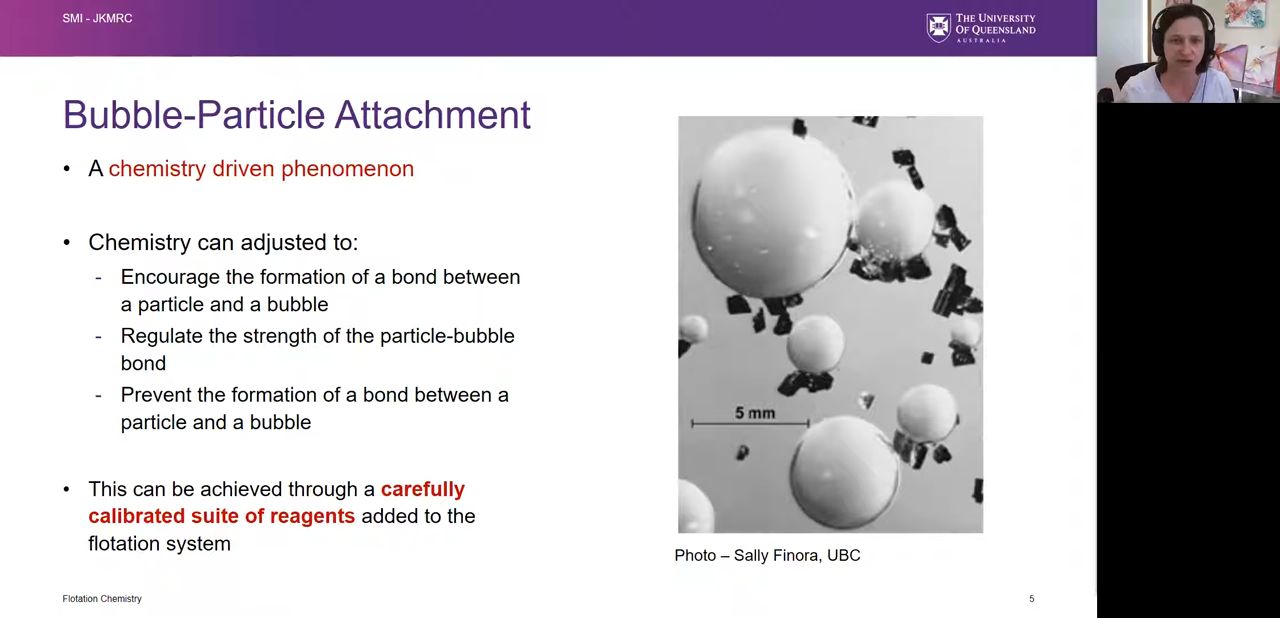 SMI - JKMRC
THE UNIVERSITY
OF QUEENSLAND
AUSTRALIA
Bubble-Particle Attachment
• A chemistry driven phenomenon
• Chemistry can adjusted to:
- Encourage the formation of a bond between
a particle and a bubble
- Regulate the strength of the particle-bubble
bond
- Prevent the formation of a bond between a
particle and a bubble
• This can be achieved through a carefully
calibrated suite of reagents added to the
flotation system
5 mm
Photo – Sally Finora, UBC
Flotation Chemistry
5